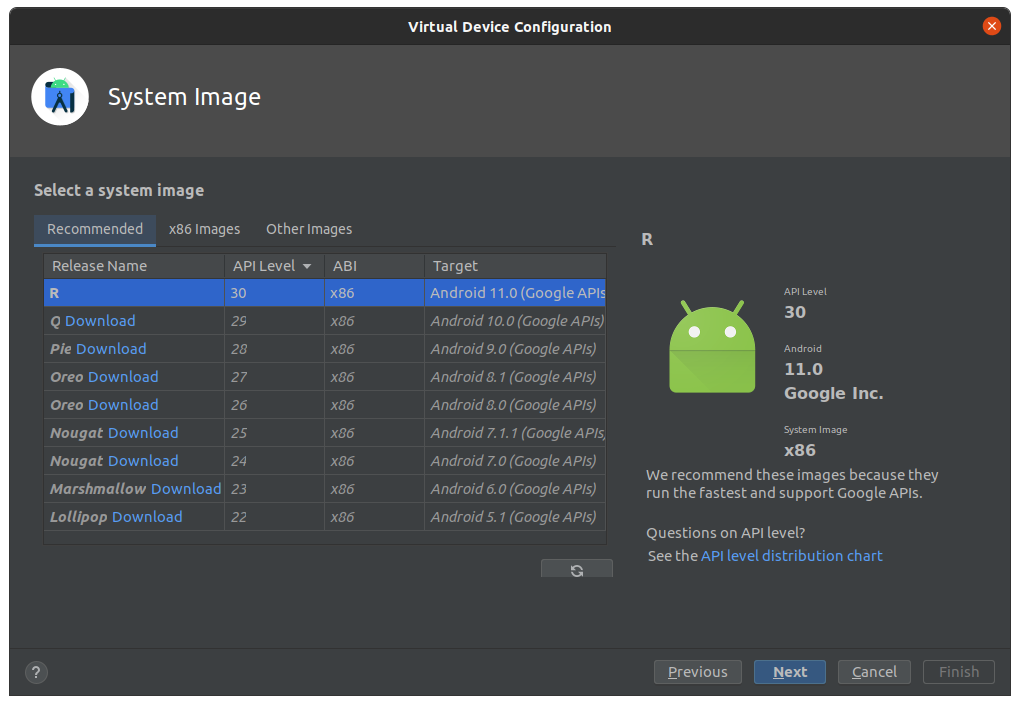 Virtual Device Configuration
System Image
Select a system image
Recommended x86 Images Other Images
Release Name API Level ABI Target
R 30 x86 Android 11.0 (Google APIs
Q Download 29 x86 Android 10.0 (Google APIs)
Pie Download 28 x86 Android 9.0 (Google APIs)
Oreo Download 27 x86 Android 8.1 (Google APIs)
Oreo Download 26 x86 Android 8.0 (Google APIs)
Nougat Download 25 x86 Android 7.1.1 (Google APIs)
Nougat Download 24 x86 Android 7.0 (Google APIs)
Marshmallow Download 23 x86 Android 6.0 (Google APIs)
Lollipop Download 22 x86 Android 5.1 (Google APIs)
R
API Level
30
Android
11.0
Google Inc.
System Image
x86
We recommend these images because they
run the fastest and support Google APIs.
Questions on API level?
See the API level distribution chart
? Previous Next Cancel Finish